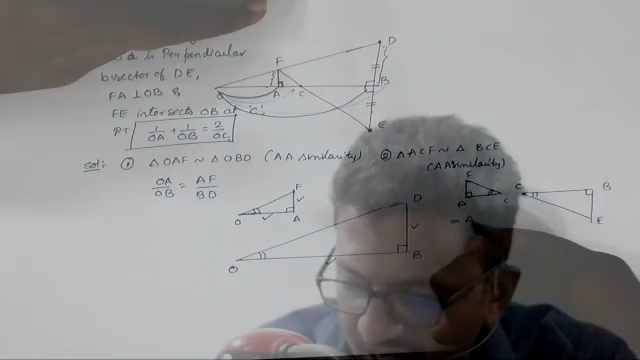 is Perpendicular
bisector of DE,
FA ⊥ OB &
FE intersects OB at 'C',
PT 1/OA + 1/OB = 2/OC
D
F
O A C B
E
Sol: ① △ OAF ~ △ OBD (AA Similarity) ② △ ACF ~ △ BCE
(AA similarity)
OA/OB = AF/BD
F
O A
D
O B
F
A C
C B
E
= A